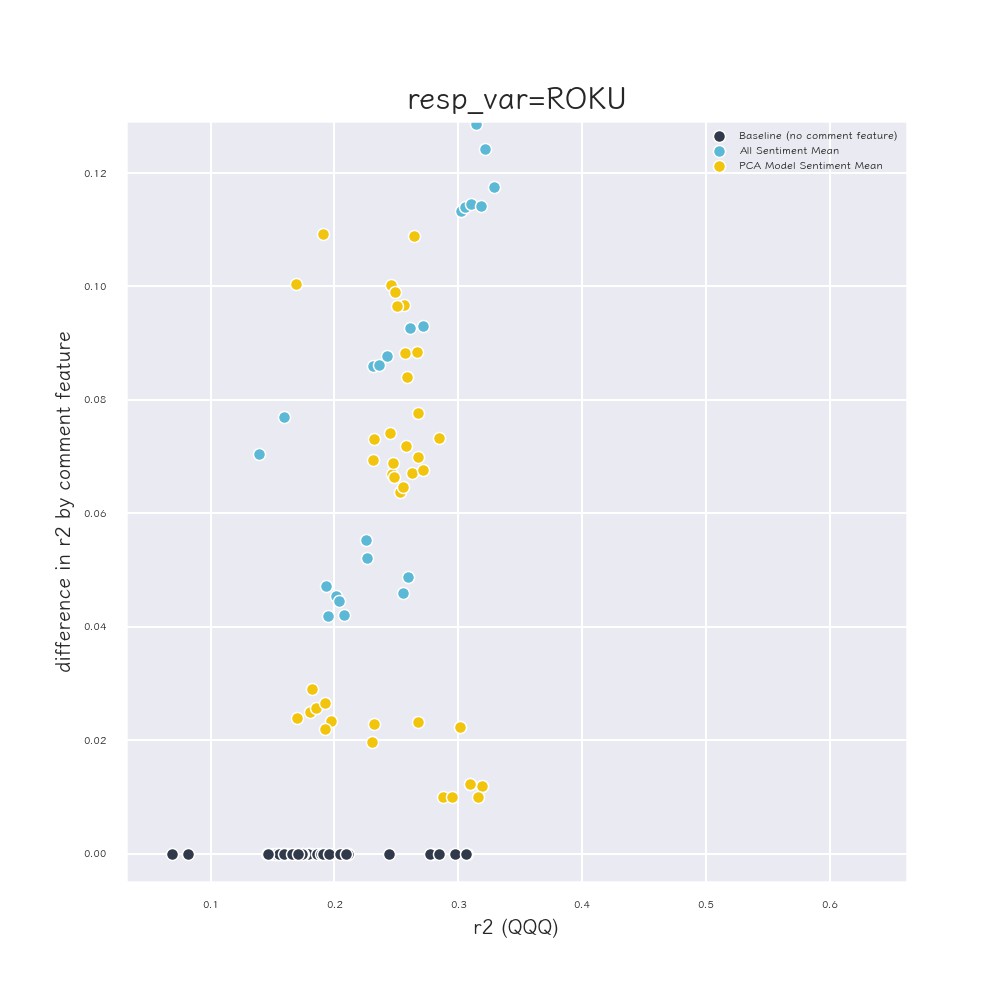 resp_var=ROKU
Baseline (no comment feature)
All Sentiment Mean
PCA Model Sentiment Mean
difference in r2 by comment feature
0.12
0.10
0.08
0.06
0.04
0.02
0.00
0.1 0.2 0.3 0.4 0.5 0.6
r2 (QQQ)